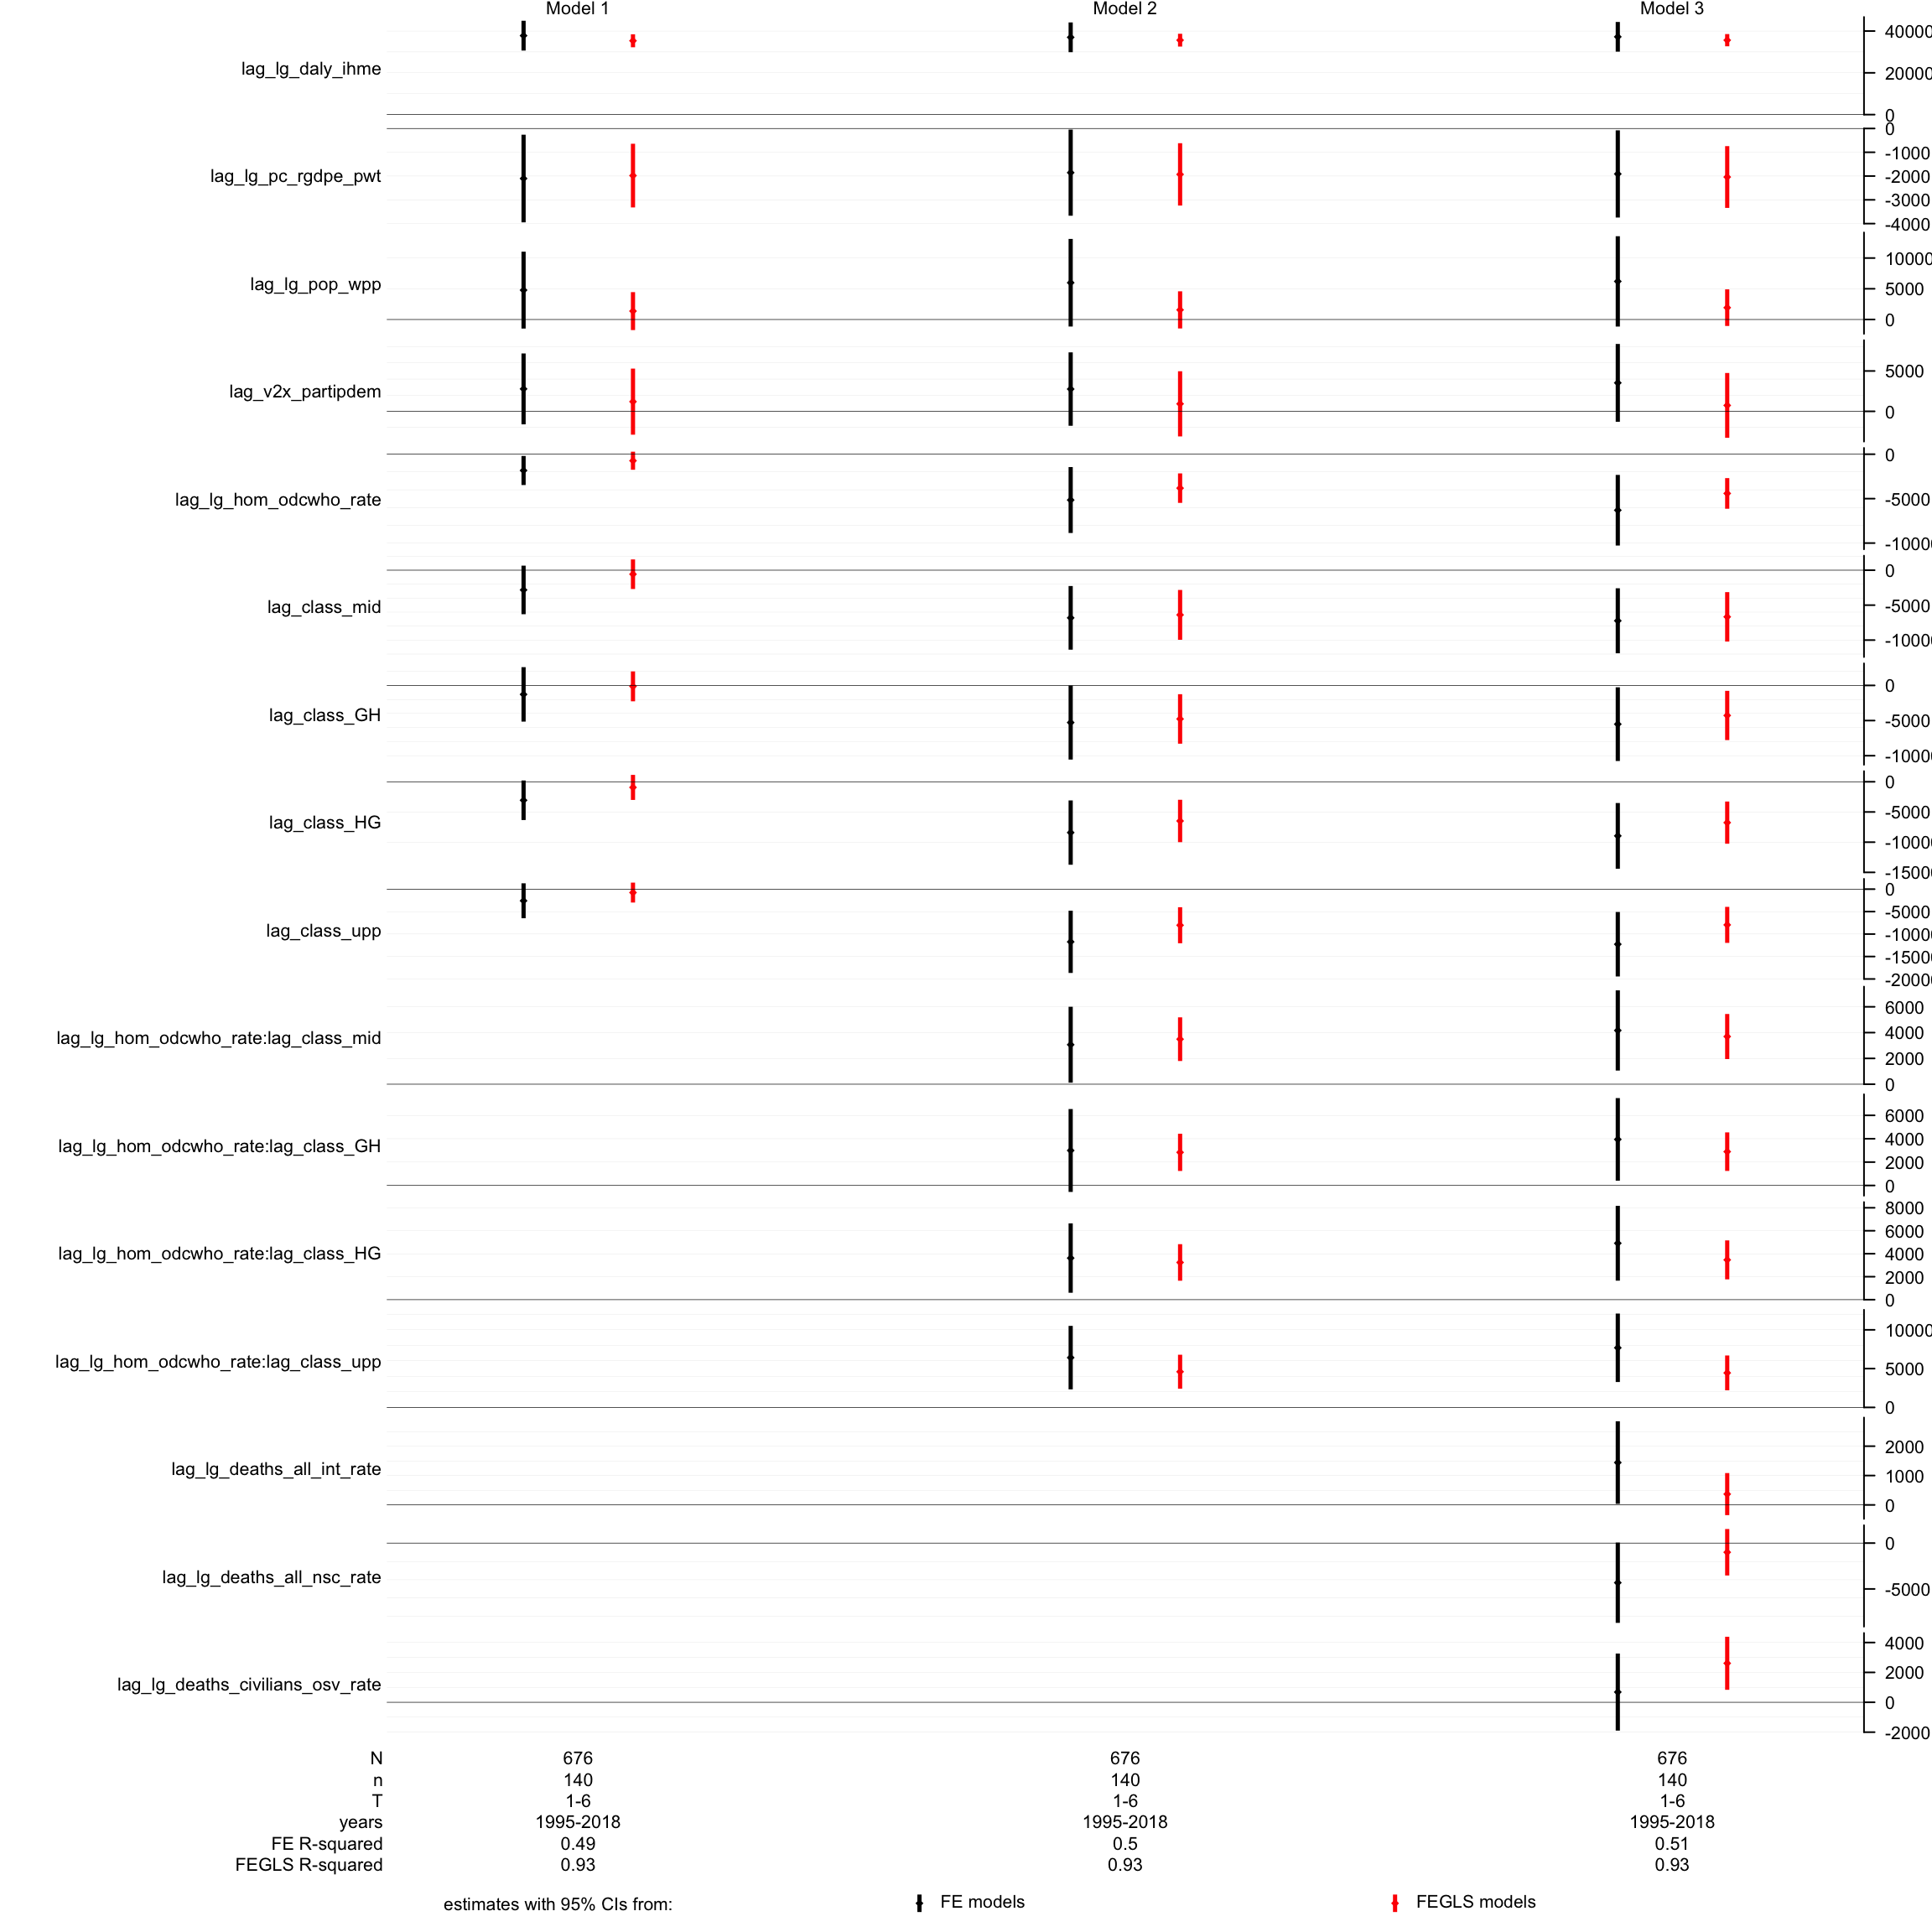 Model 1 Model 2 Model 3
lag_lg_daly_ihme
40000
20000
0
lag_lg_pc_rgdpe_pwt
0
-1000
-2000
-3000
-4000
lag_lg_pop_wpp
10000
5000
0
lag_v2x_partipdem
5000
0
lag_lg_hom_odcwho_rate
0
-5000
-10000
lag_class_mid
0
-5000
-10000
lag_class_GH
0
-5000
-10000
lag_class_HG
0
-5000
-10000
-15000
lag_class_upp
0
-5000
-10000
-15000
-20000
lag_lg_hom_odcwho_rate:lag_class_mid
6000
4000
2000
0
lag_lg_hom_odcwho_rate:lag_class_GH
6000
4000
2000
0
lag_lg_hom_odcwho_rate:lag_class_HG
8000
6000
4000
2000
0
lag_lg_hom_odcwho_rate:lag_class_upp
10000
5000
0
lag_lg_deaths_all_int_rate
2000
1000
0
lag_lg_deaths_all_nsc_rate
0
-5000
lag_lg_deaths_civilians_osv_rate
4000
2000
0
-2000
N 676 676 676
n 140 140 140
T 1-6 1-6 1-6
years 1995-2018 1995-2018 1995-2018
FE R-squared 0.49 0.5 0.51
FEGLS R-squared 0.93 0.93 0.93
estimates with 95% CIs from: FE models FEGLS models